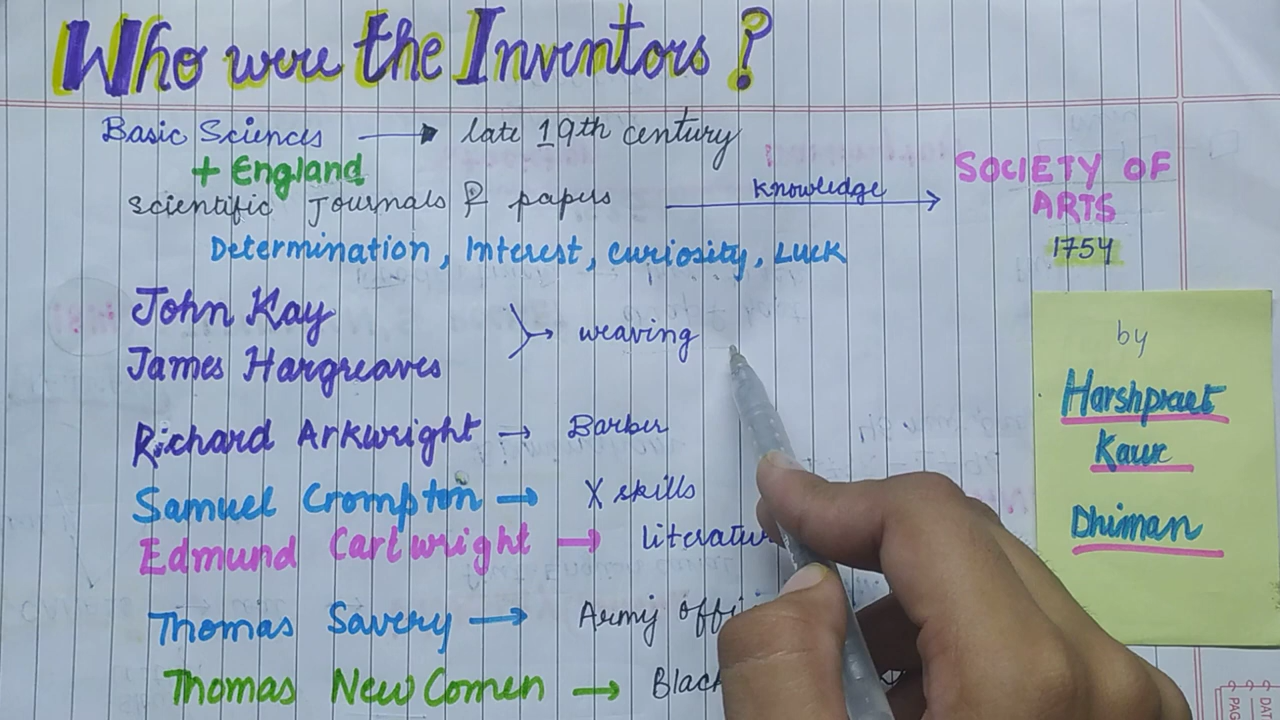 Who were the Inventors ?
Basic Sciences → late 19th century
+ England
scientific Journals & papers knowledge → SOCIETY OF
ARTS
1754
Determination, Interest, curiosity, Luck
John Kay
James Hargreaves → weaving
Richard Arkwright → Barber
Samuel Crompton → X skills
Edmund Cartwright →
Thomas Savery → Army
Thomas NewComen →
by
Harshpreet
Kaur
Dhiman